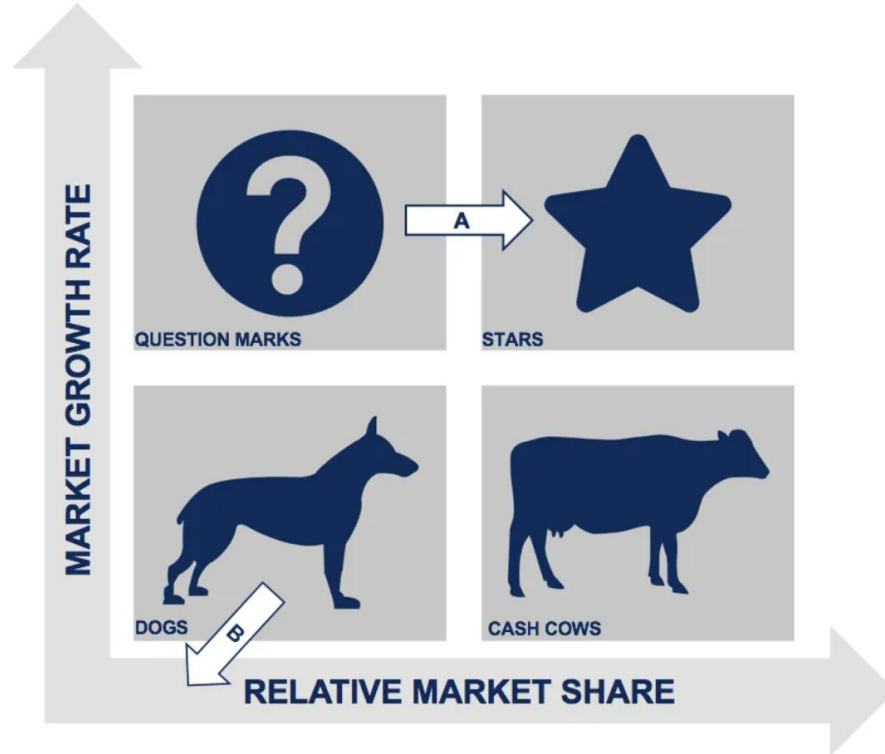 MARKET GROWTH RATE
?
A
QUESTION MARKS
STARS
DOGS
B
CASH COWS
RELATIVE MARKET SHARE